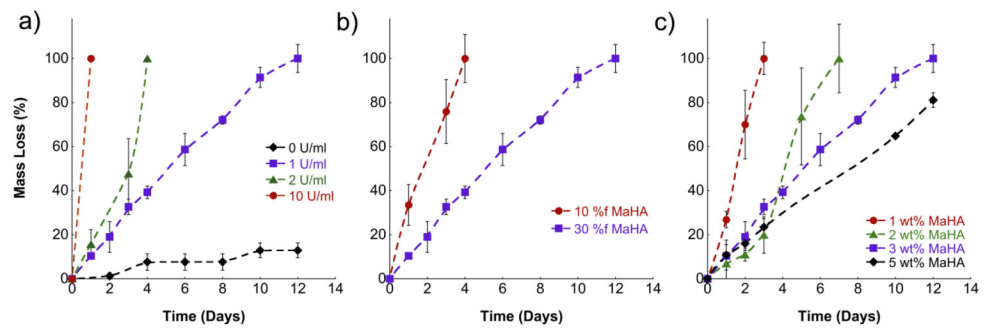 a)
b)
c)
Mass Loss (%)
100
80
60
40
20
0
0 U/ml
1 U/ml
2 U/ml
10 U/ml
0 2 4 6 8 10 12 14
Time (Days)
100
80
60
40
20
0
10 %f MaHA
30 %f MaHA
0 2 4 6 8 10 12 14
Time (Days)
100
80
60
40
20
0
1 wt% MaHA
2 wt% MaHA
3 wt% MaHA
5 wt% MaHA
0 2 4 6 8 10 12 14
Time (Days)